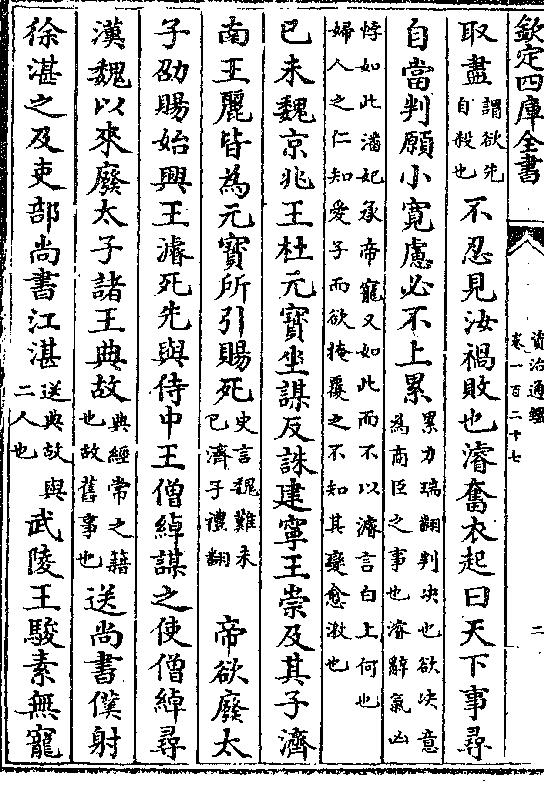 欽定四庫全書
資治通鑑
卷一百二十七
二
取盡謂欲先自殺也不忍見汝禍敗也濬奮衣起曰天下事尋
自當判願小寬慮必不上累累力瑞翻判决也欲决意為商臣之事也濬辭氣凶
悖如此潘妃承帝寵又如此而不以濬言白上何也婦人之仁知愛子而欲掩覆之不知其變愈激也
己未魏京兆王杜元寶坐謀反誅建寧王崇及其子濟
南王麗皆為元寶所引賜死史言魏難未已濟子禮翻 帝欲廢太
子劭賜始興王濬死先與侍中王僧綽謀之使僧綽尋
漢魏以來廢太子諸王典故典經常之籍也故舊事也送尚書僕射
徐湛之及吏部尚書江湛送典故與二人也武陵王駿素無寵